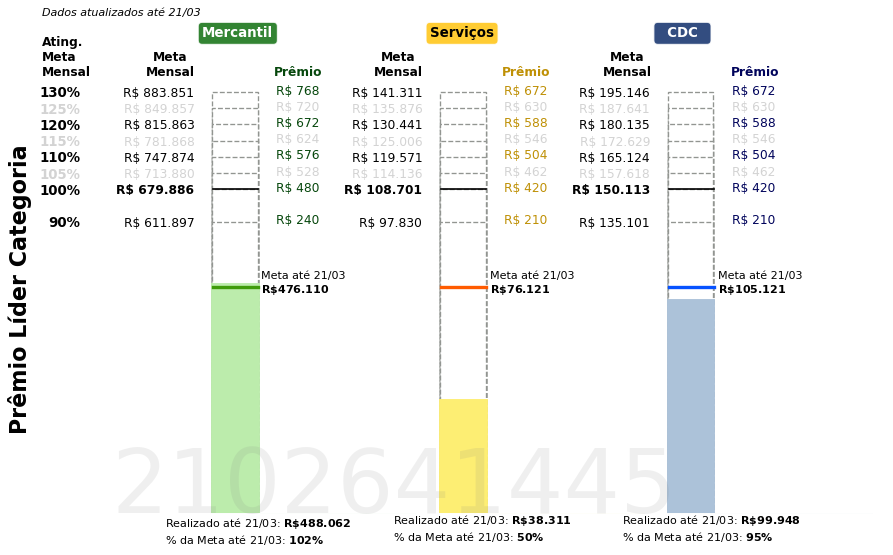 Dados atualizados até 21/03
Mercantil Serviços CDC
Ating.
Meta Meta Meta Meta
Mensal Mensal Prêmio Mensal Prêmio Mensal Prêmio
130% R$ 883.851 R$ 768 R$ 141.311 R$ 672 R$ 195.146 R$ 672
125% R$ 849.857 R$ 720 R$ 135.876 R$ 630 R$ 187.641 R$ 630
120% R$ 815.863 R$ 672 R$ 130.441 R$ 588 R$ 180.135 R$ 588
115% R$ 781.868 R$ 624 R$ 125.006 R$ 546 R$ 172.629 R$ 546
110% R$ 747.874 R$ 576 R$ 119.571 R$ 504 R$ 165.124 R$ 504
105% R$ 713.880 R$ 528 R$ 114.136 R$ 462 R$ 157.618 R$ 462
100% R$ 679.886 R$ 480 R$ 108.701 R$ 420 R$ 150.113 R$ 420
90% R$ 611.897 R$ 240 R$ 97.830 R$ 210 R$ 135.101 R$ 210
Prêmio Líder Categoria
Meta até 21/03 Meta até 21/03 Meta até 21/03
R$476.110 R$76.121 R$105.121
2102641445
Realizado até 21/03: R$488.062 Realizado até 21/03: R$38.311 Realizado até 21/03: R$99.948
% da Meta até 21/03: 102% % da Meta até 21/03: 50% % da Meta até 21/03: 95%